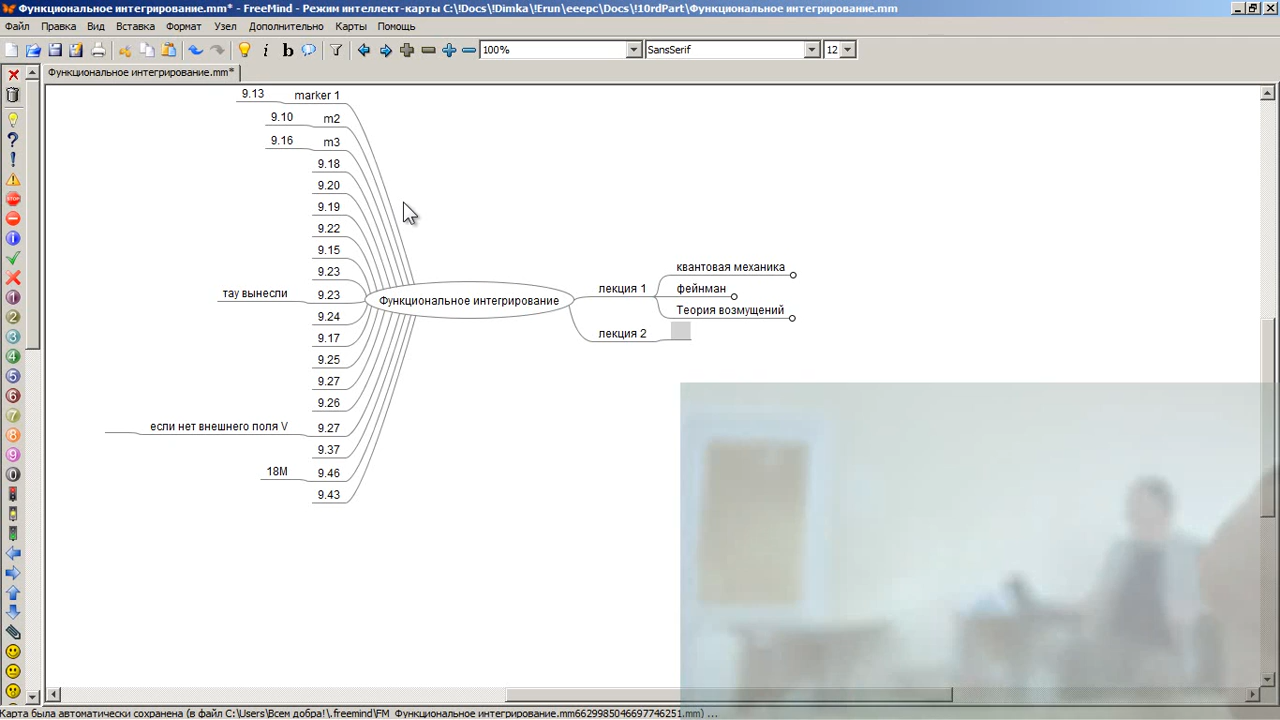 Функциональное интегрирование.mm* - FreeMind - Режим интеллект-карты C:\!Docs\!Dimka\!Erun\eeepc\Docs\!10rdPart\Функциональное интегрирование.mm
Файл Правка Вид Вставка Формат Узел Дополнительно Карты Помощь
100% SansSerif 12
Функциональное интегрирование.mm*
9.13 marker 1
9.10 m2
9.16 m3
9.18
9.20
9.19
9.22
9.15
9.23
тау вынесли 9.23
9.24
9.17
9.25
9.27
9.26
если нет внешнего поля V 9.27
9.37
18М 9.46
9.43
Функциональное интегрирование
лекция 1
квантовая механика
фейнман
Теория возмущений
лекция 2
Карта была автоматически сохранена (в файл C:\Users\Всем добра!\.freemind\FM_Функциональное интегрирование.mm6629985046697746251.mm) ...